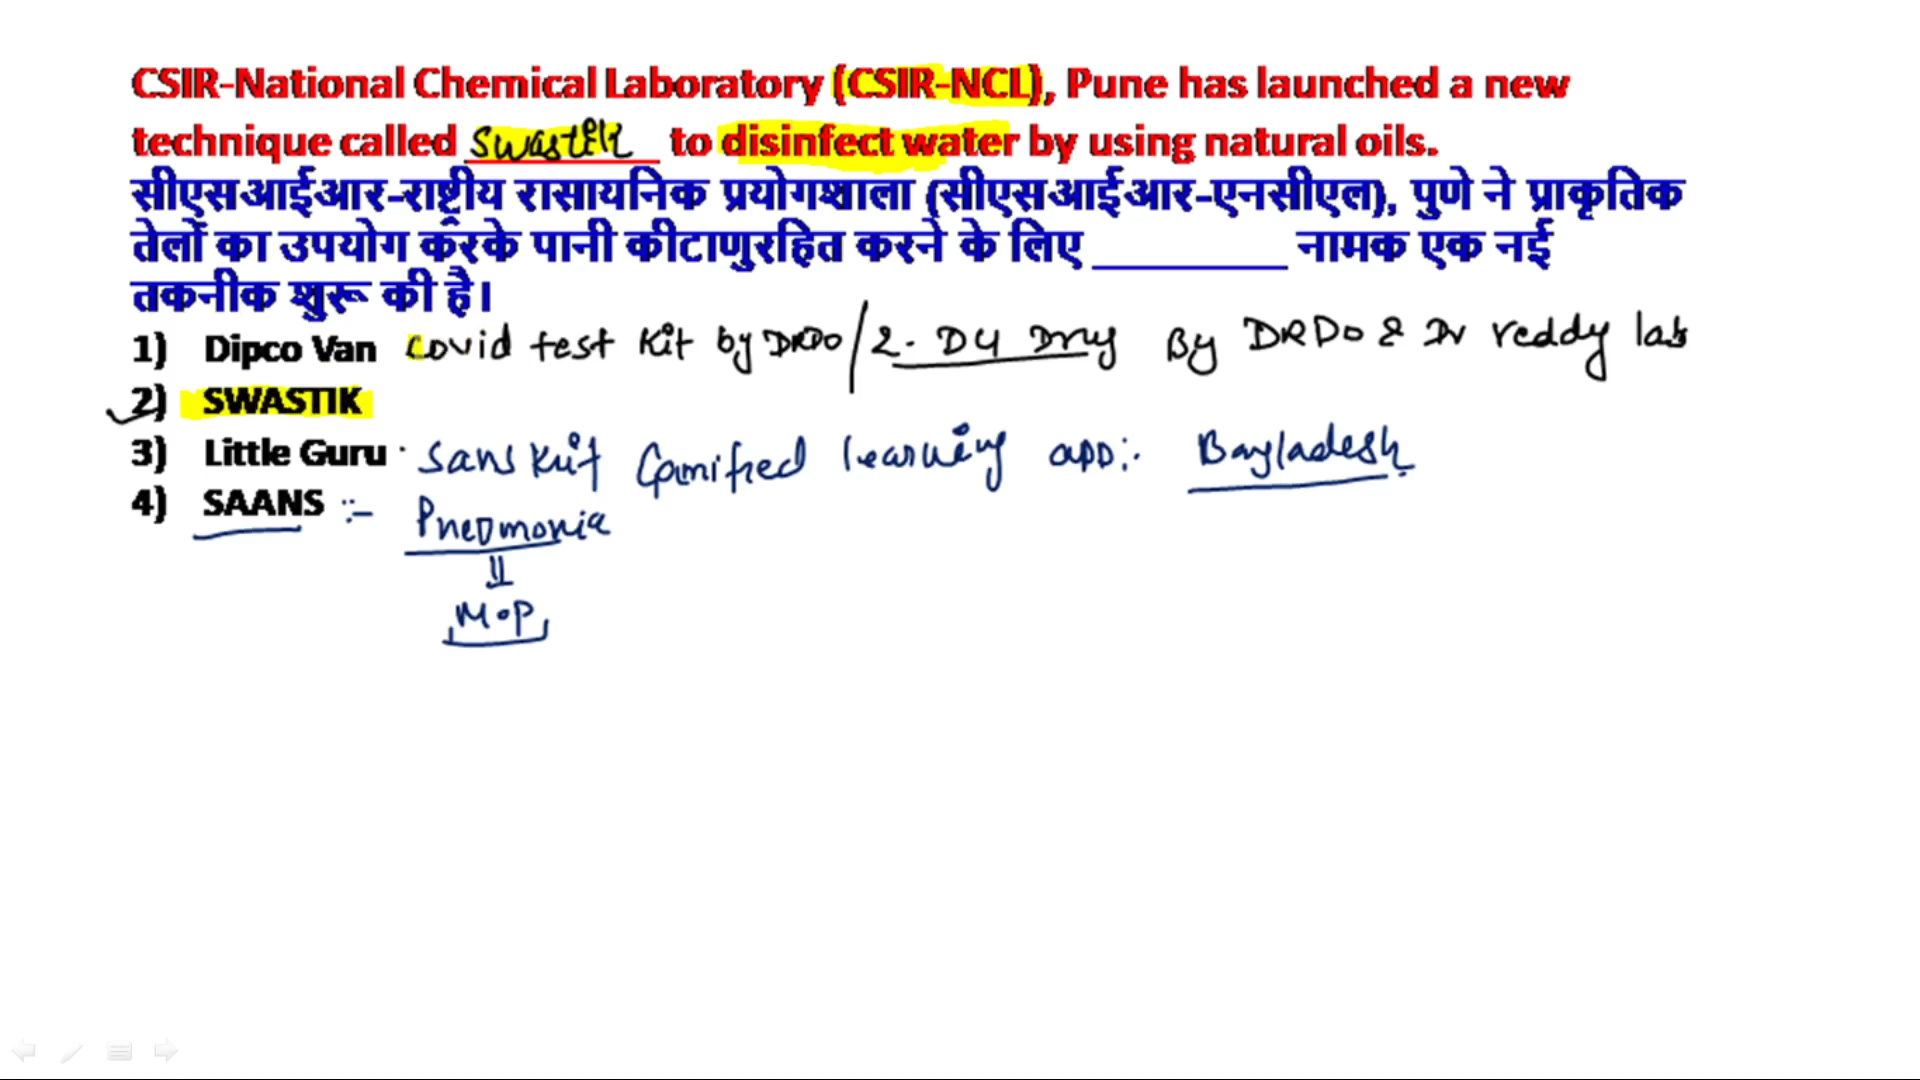 CSIR-National Chemical Laboratory (CSIR-NCL), Pune has launched a new
technique called Swastik to disinfect water by using natural oils.
सीएसआईआर-राष्ट्रीय रासायनिक प्रयोगशाला (सीएसआईआर-एनसीएल), पुणे ने प्राकृतिक
तेलों का उपयोग करके पानी कीटाणुरहित करने के लिए ________ नामक एक नई
तकनीक शुरू की है।
1) Dipco Van Covid test Kit by DRDO / 2-DG Drug By DRDO & Dr reddy lab
2) SWASTIK
3) Little Guru Sanskrit Gamified learning app:- Bangladesh
4) SAANS :- Pneumonia
M.P